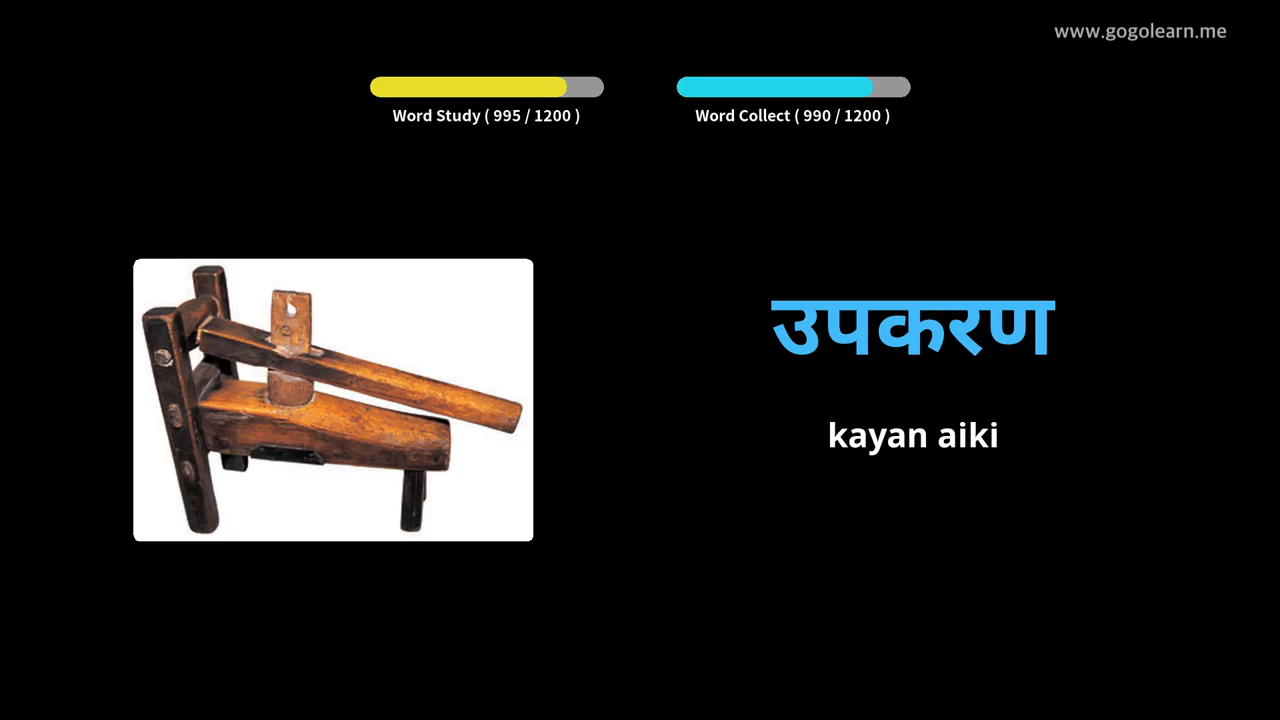 www.gogolearn.me
Word Study ( 995 / 1200 )
Word Collect ( 990 / 1200 )
उपकरण
kayan aiki